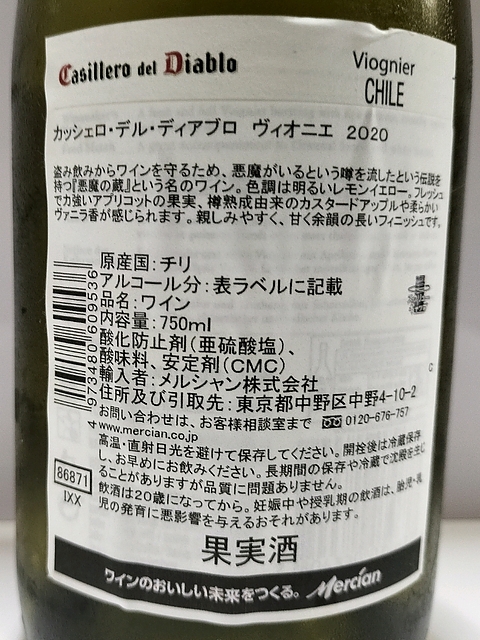 Casillero del Diablo
Viognier
CHILE
カッシェロ・デル・ディアブロ ヴィオニエ 2020
盗み飲みからワインを守るため、悪魔がいるという噂を流したという伝説を
持つ『悪魔の蔵』という名のワイン。色調は明るいレモンイエロー。フレッシュ
で力強いアプリコットの果実、樽熟成由来のカスタードアップルや柔らかい
ヴァニラ香が感じられます。親しみやすく、甘く余韻の長いフィニッシュです。
原産国:チリ
アルコール分:表ラベルに記載
品名:ワイン
内容量:750ml
酸化防止剤(亜硫酸塩)、
酸味料、安定剤(CMC)
輸入者:メルシャン株式会社
住所及び引取先:東京都中野区中野4-10-2
お問い合わせは、お客様相談室まで 0120-676-757
www.mercian.co.jp
高温・直射日光を避けて保存してください。開栓後は冷蔵保存
し、お早めにお飲みください。長期間の保存や冷蔵で沈殿を生じ
ることがありますが品質に問題ありません。
飲酒は20歳になってから。妊娠中や授乳期の飲酒は、胎児・乳
児の発育に悪影響を与えるおそれがあります。
4 973480 609536
86871
IXX
果実酒
ワインのおいしい未来をつくる。 Mercian